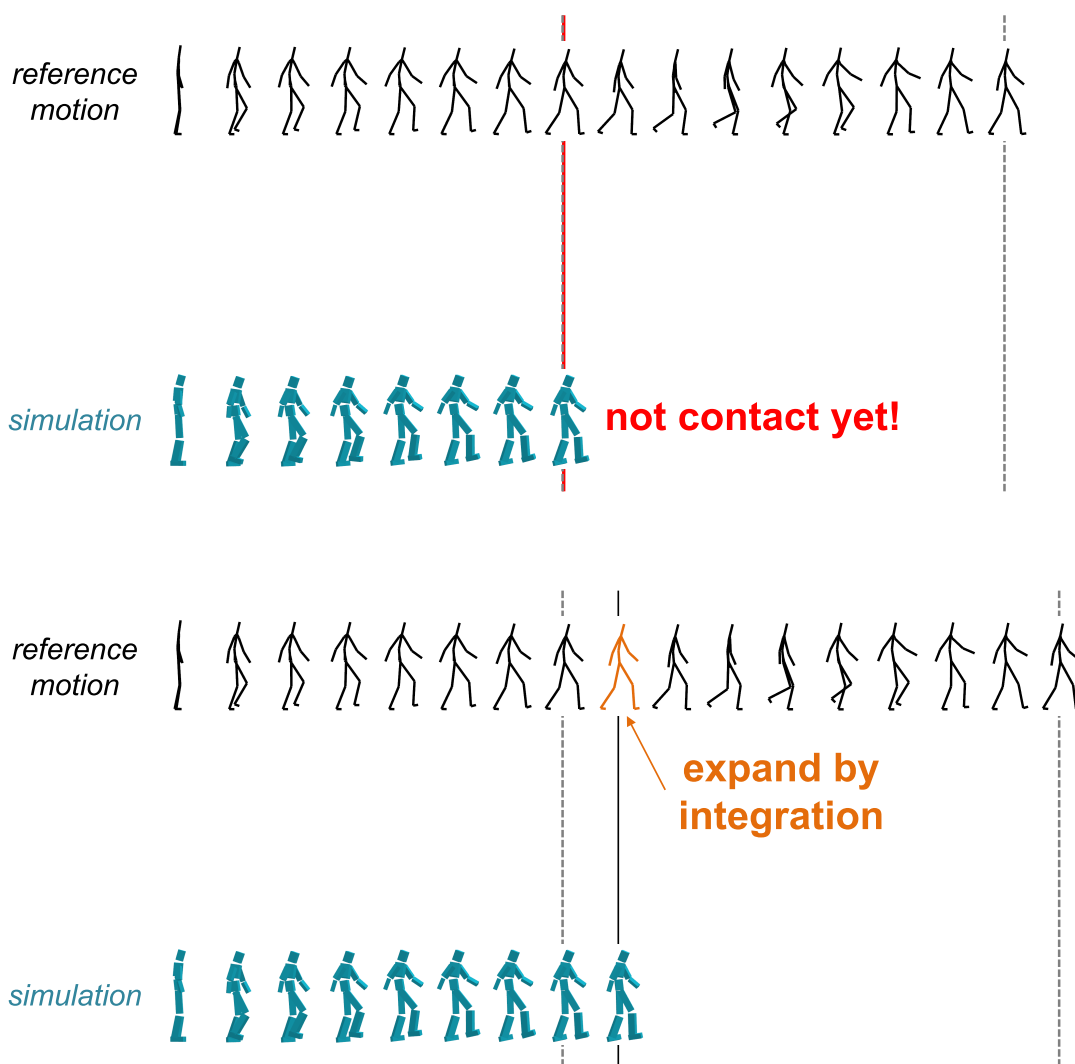 reference
motion
simulation
not contact yet!
reference
motion
expand by
integration
simulation